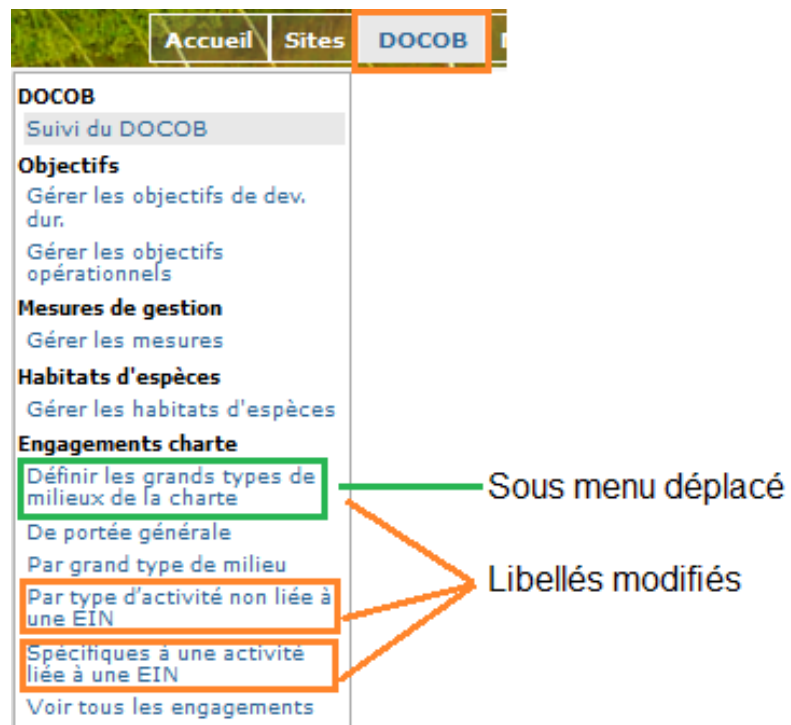 Accueil Sites DOCOB
DOCOB
Suivi du DOCOB
Objectifs
Gérer les objectifs de dev.
dur.
Gérer les objectifs
opérationnels
Mesures de gestion
Gérer les mesures
Habitats d'espèces
Gérer les habitats d'espèces
Engagements charte
Définir les grands types de
milieux de la charte
Sous menu déplacé
De portée générale
Par grand type de milieu
Libellés modifiés
Par type d'activité non liée à
une EIN
Spécifiques à une activité
liée à une EIN
Voir tous les engagements